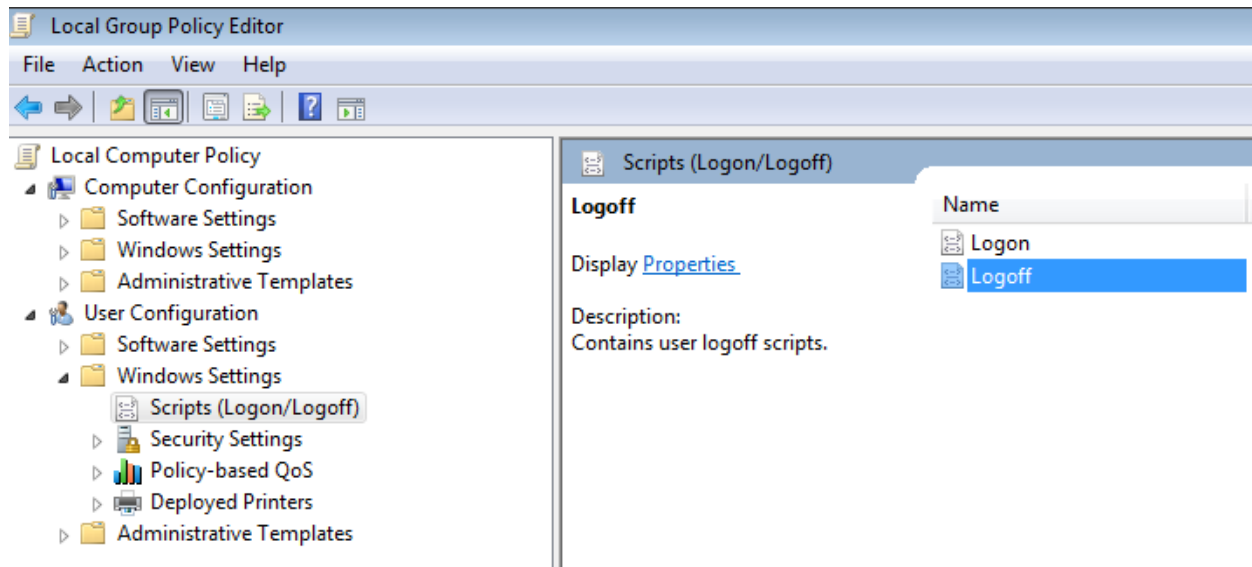 Local Group Policy Editor
File Action View Help
Local Computer Policy
Computer Configuration
Software Settings
Windows Settings
Administrative Templates
User Configuration
Software Settings
Windows Settings
Scripts (Logon/Logoff)
Security Settings
Policy-based QoS
Deployed Printers
Administrative Templates
Scripts (Logon/Logoff)
Logoff
Display Properties
Description:
Contains user logoff scripts.
Name
Logon
Logoff